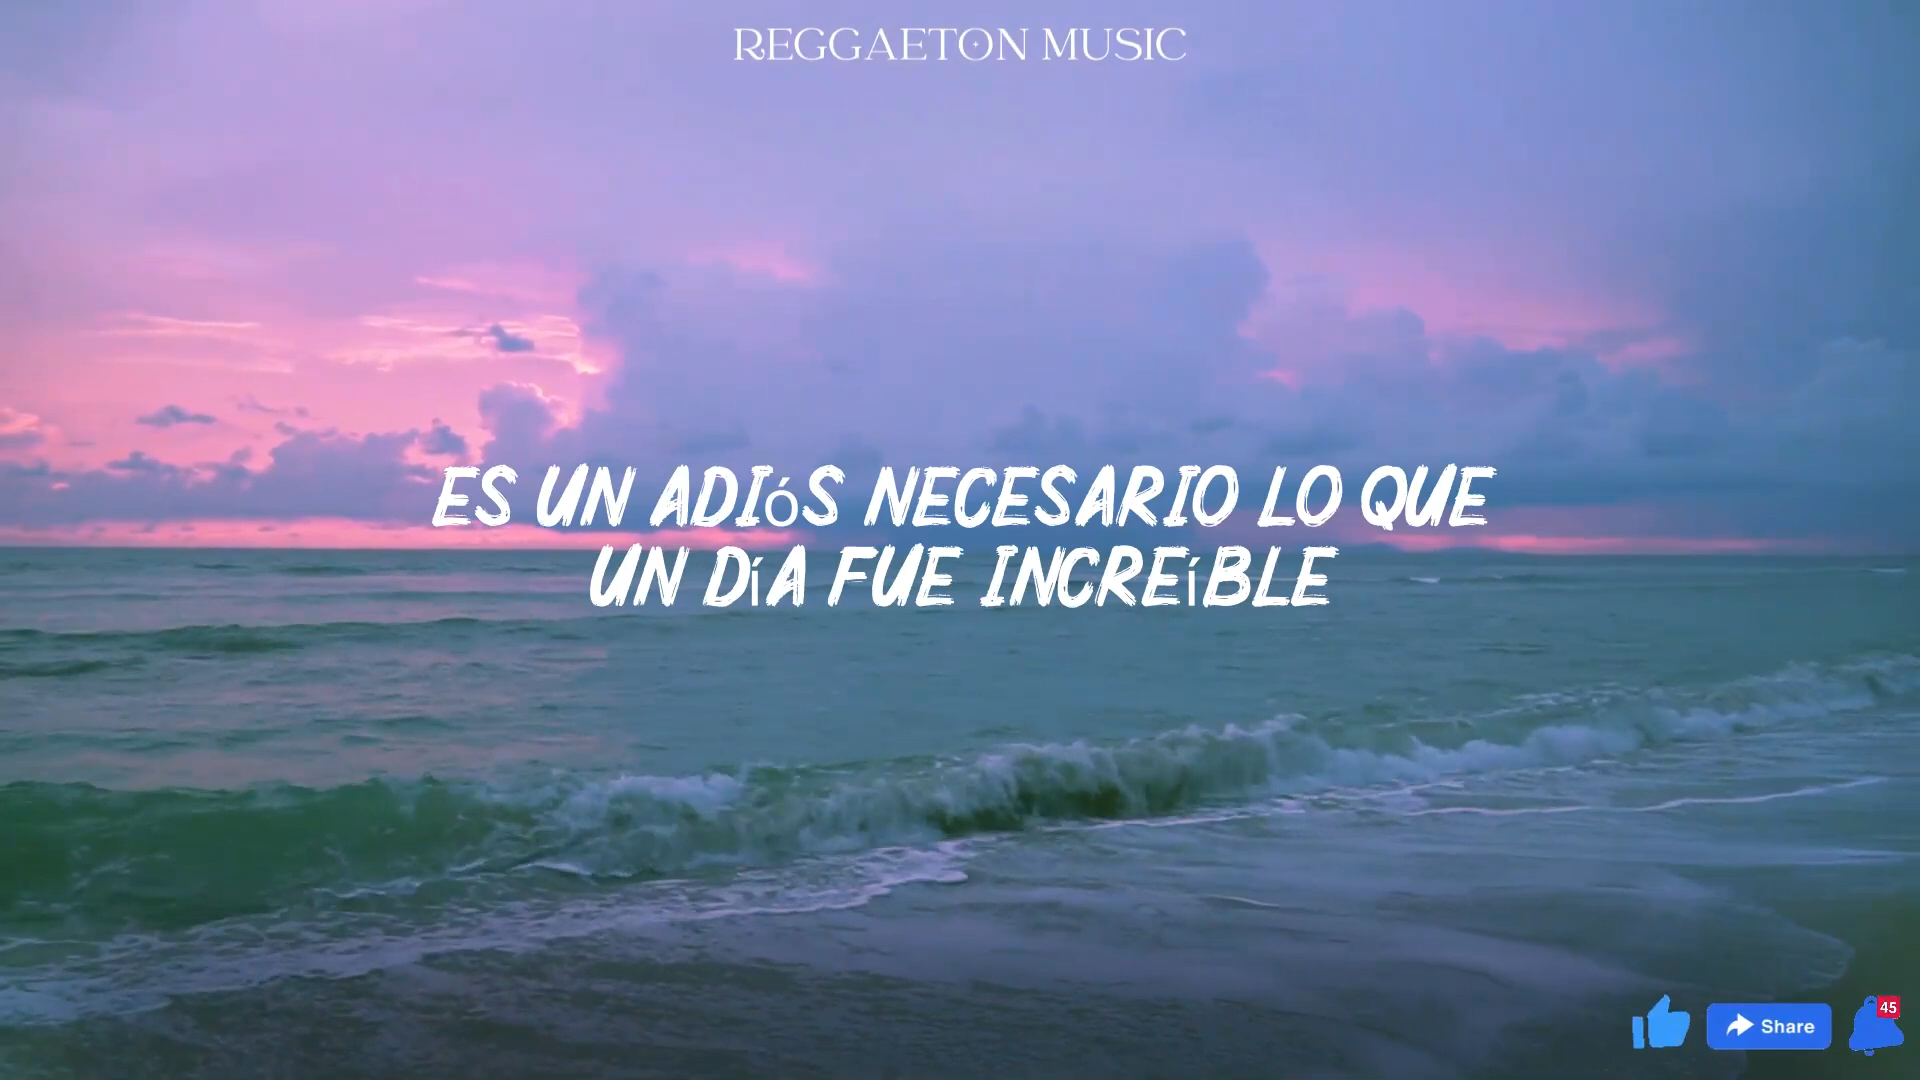 REGGAETON MUSIC
ES UN ADIóS NECESARIO LO QUE
UN DíA FUE INCREíBLE
Share
45